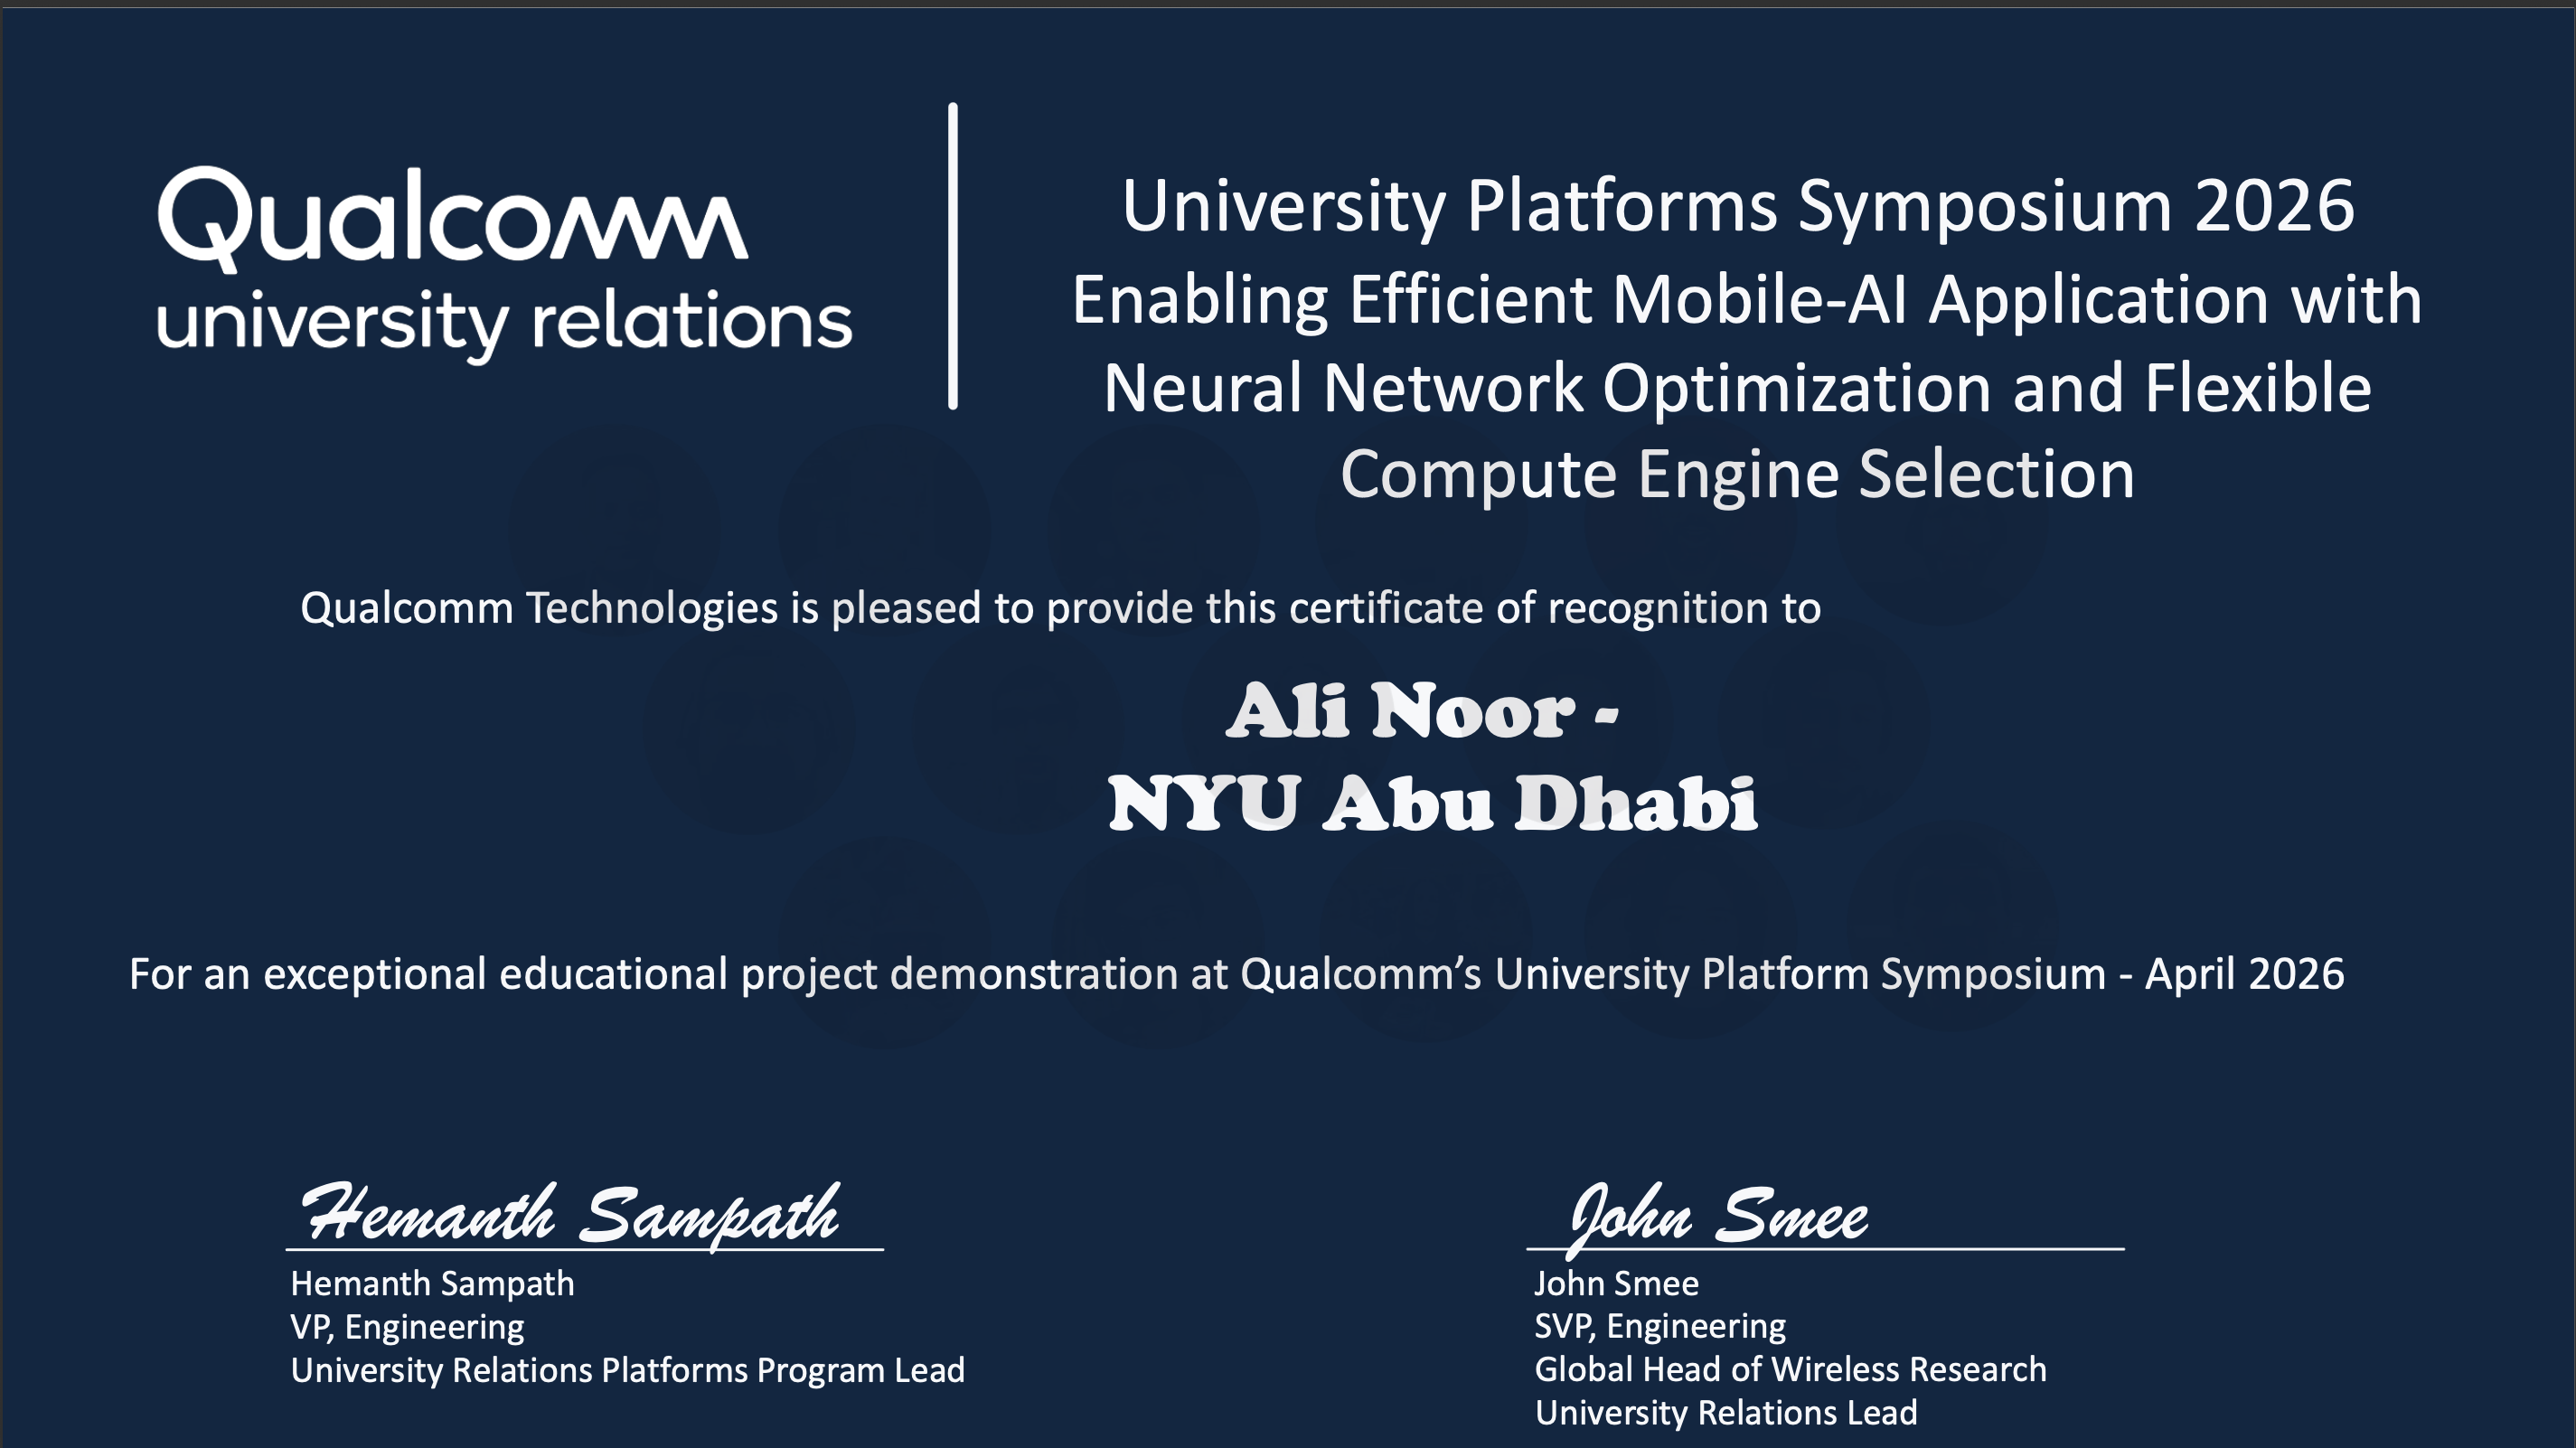 Qualcomm
university relations
University Platforms Symposium 2026
Enabling Efficient Mobile-AI Application with
Neural Network Optimization and Flexible
Compute Engine Selection
Qualcomm Technologies is pleased to provide this certificate of recognition to
Ali Noor -
NYU Abu Dhabi
For an exceptional educational project demonstration at Qualcomm’s University Platform Symposium - April 2026
Hemanth Sampath
Hemanth Sampath
VP, Engineering
University Relations Platforms Program Lead
John Smee
John Smee
SVP, Engineering
Global Head of Wireless Research
University Relations Lead